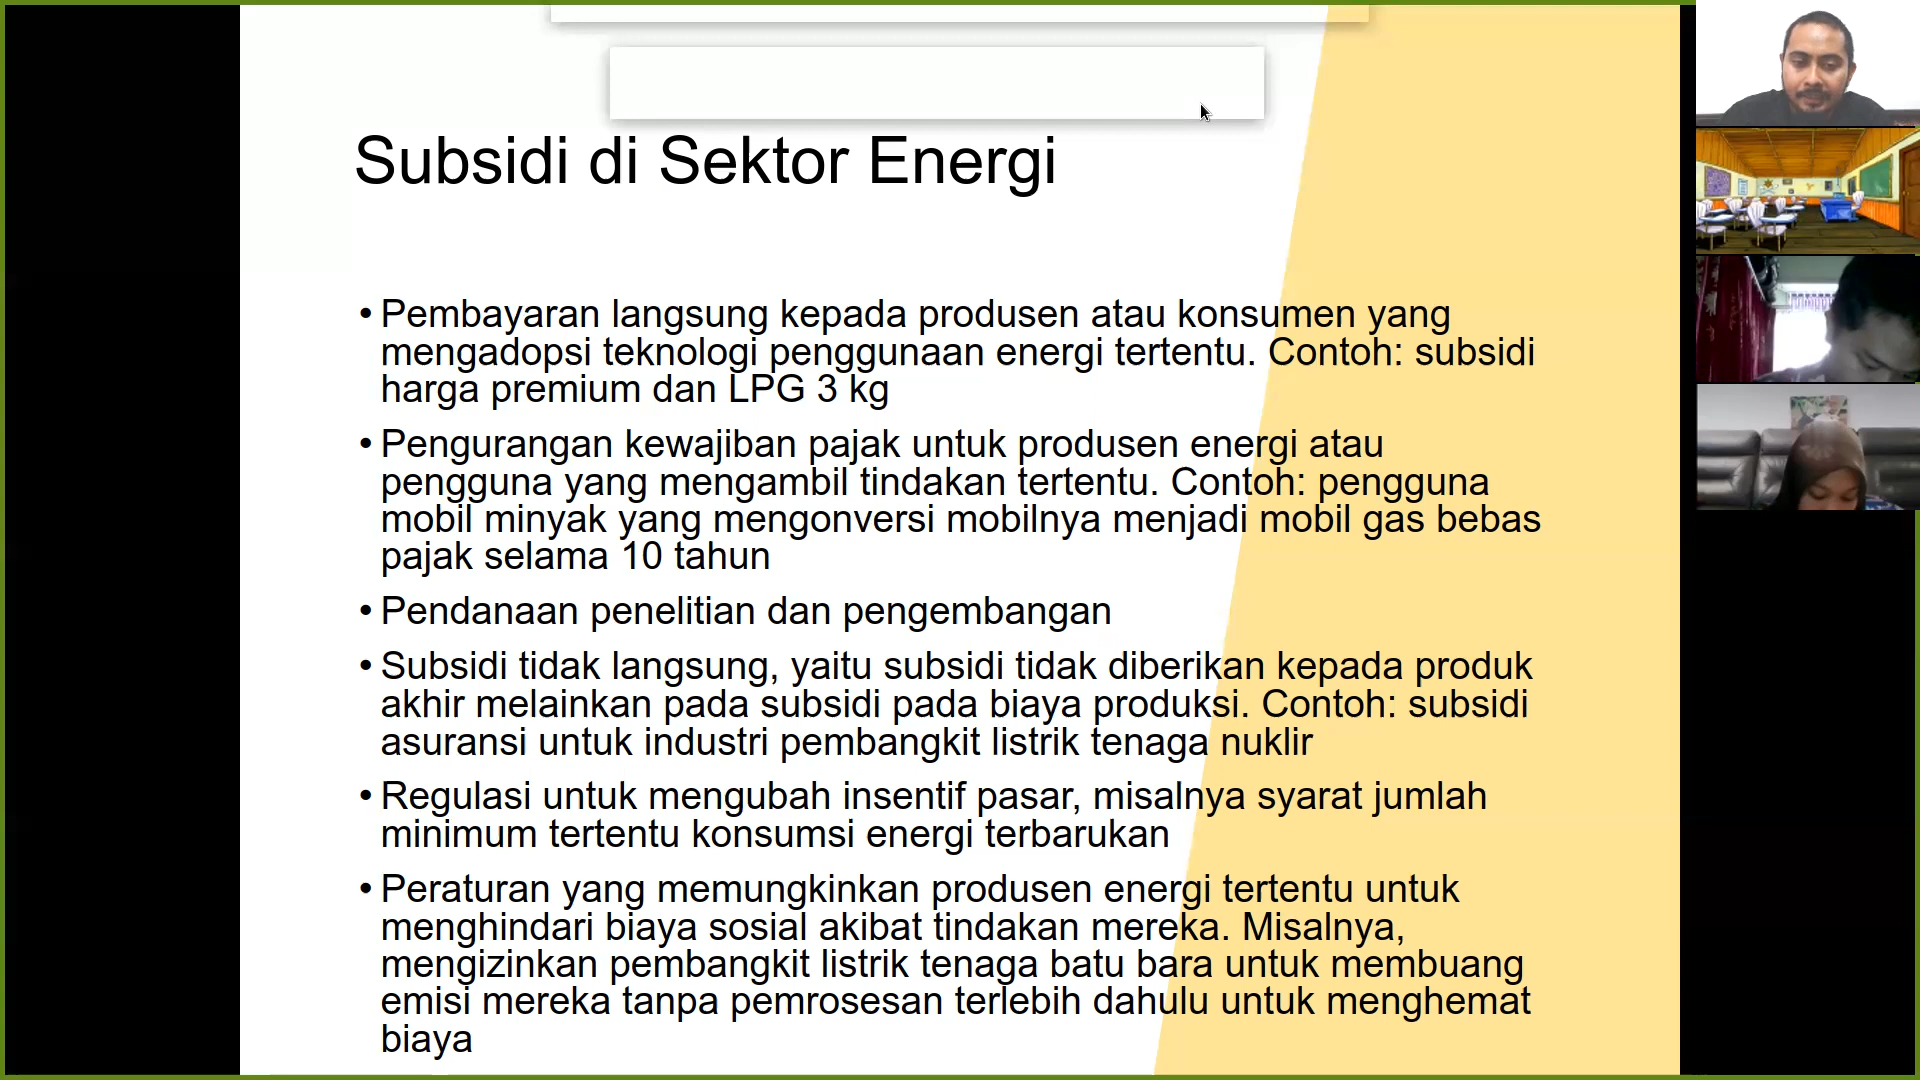 Subsidi di Sektor Energi
• Pembayaran langsung kepada produsen atau konsumen yang
mengadopsi teknologi penggunaan energi tertentu. Contoh: subsidi
harga premium dan LPG 3 kg
• Pengurangan kewajiban pajak untuk produsen energi atau
pengguna yang mengambil tindakan tertentu. Contoh: pengguna
mobil minyak yang mengonversi mobilnya menjadi mobil gas bebas
pajak selama 10 tahun
• Pendanaan penelitian dan pengembangan
• Subsidi tidak langsung, yaitu subsidi tidak diberikan kepada produk
akhir melainkan pada subsidi pada biaya produksi. Contoh: subsidi
asuransi untuk industri pembangkit listrik tenaga nuklir
• Regulasi untuk mengubah insentif pasar, misalnya syarat jumlah
minimum tertentu konsumsi energi terbarukan
• Peraturan yang memungkinkan produsen energi tertentu untuk
menghindari biaya sosial akibat tindakan mereka. Misalnya,
mengizinkan pembangkit listrik tenaga batu bara untuk membuang
emisi mereka tanpa pemrosesan terlebih dahulu untuk menghemat
biaya